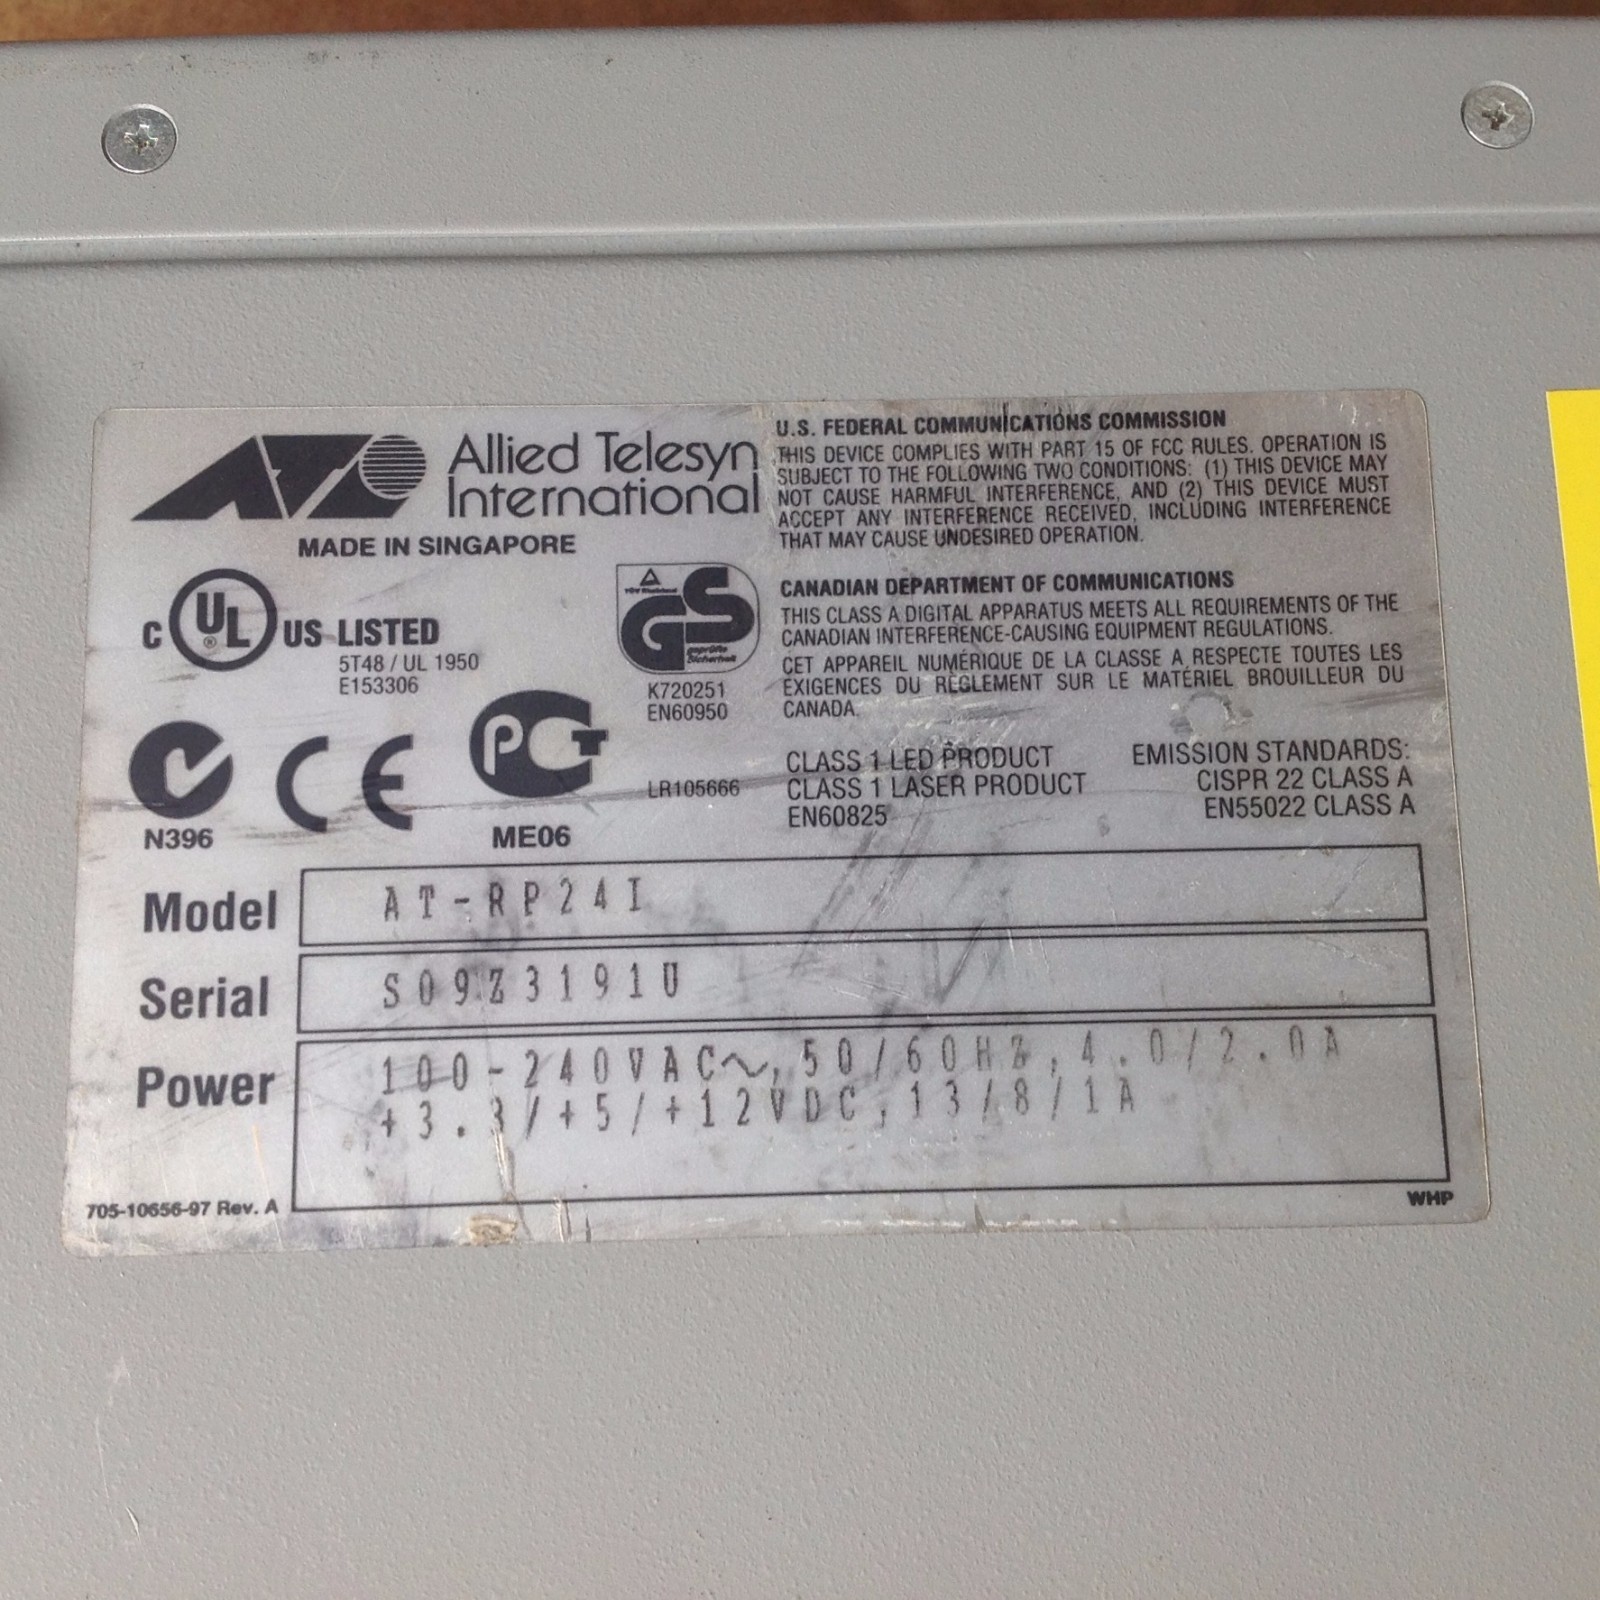 ATI
Allied Telesyn
International
MADE IN SINGAPORE
C UL ® US LISTED
5T48 / UL 1950
E153306
TÜV Rheinland
GS
geprüfte
Sicherheit
K720251
EN60950
N396
CE
PCT
ME06
LR105666
U.S. FEDERAL COMMUNICATIONS COMMISSION
THIS DEVICE COMPLIES WITH PART 15 OF FCC RULES. OPERATION IS
SUBJECT TO THE FOLLOWING TWO CONDITIONS: (1) THIS DEVICE MAY
NOT CAUSE HARMFUL INTERFERENCE, AND (2) THIS DEVICE MUST
ACCEPT ANY INTERFERENCE RECEIVED, INCLUDING INTERFERENCE
THAT MAY CAUSE UNDESIRED OPERATION.
CANADIAN DEPARTMENT OF COMMUNICATIONS
THIS CLASS A DIGITAL APPARATUS MEETS ALL REQUIREMENTS OF THE
CANADIAN INTERFERENCE-CAUSING EQUIPMENT REGULATIONS.
CET APPAREIL NUMÉRIQUE DE LA CLASSE A RESPECTE TOUTES LES
EXIGENCES DU RÈGLEMENT SUR LE MATÉRIEL BROUILLEUR DU
CANADA.
CLASS 1 LED PRODUCT
CLASS 1 LASER PRODUCT
EN60825
EMISSION STANDARDS:
CISPR 22 CLASS A
EN55022 CLASS A
Model AT-RP24I
Serial S09Z3191U
Power 100-240VAC~, 50/60HZ, 4.0/2.0A
+3.3/+5/+12VDC, 13/8/1A
705-10656-97 Rev. A
WHP